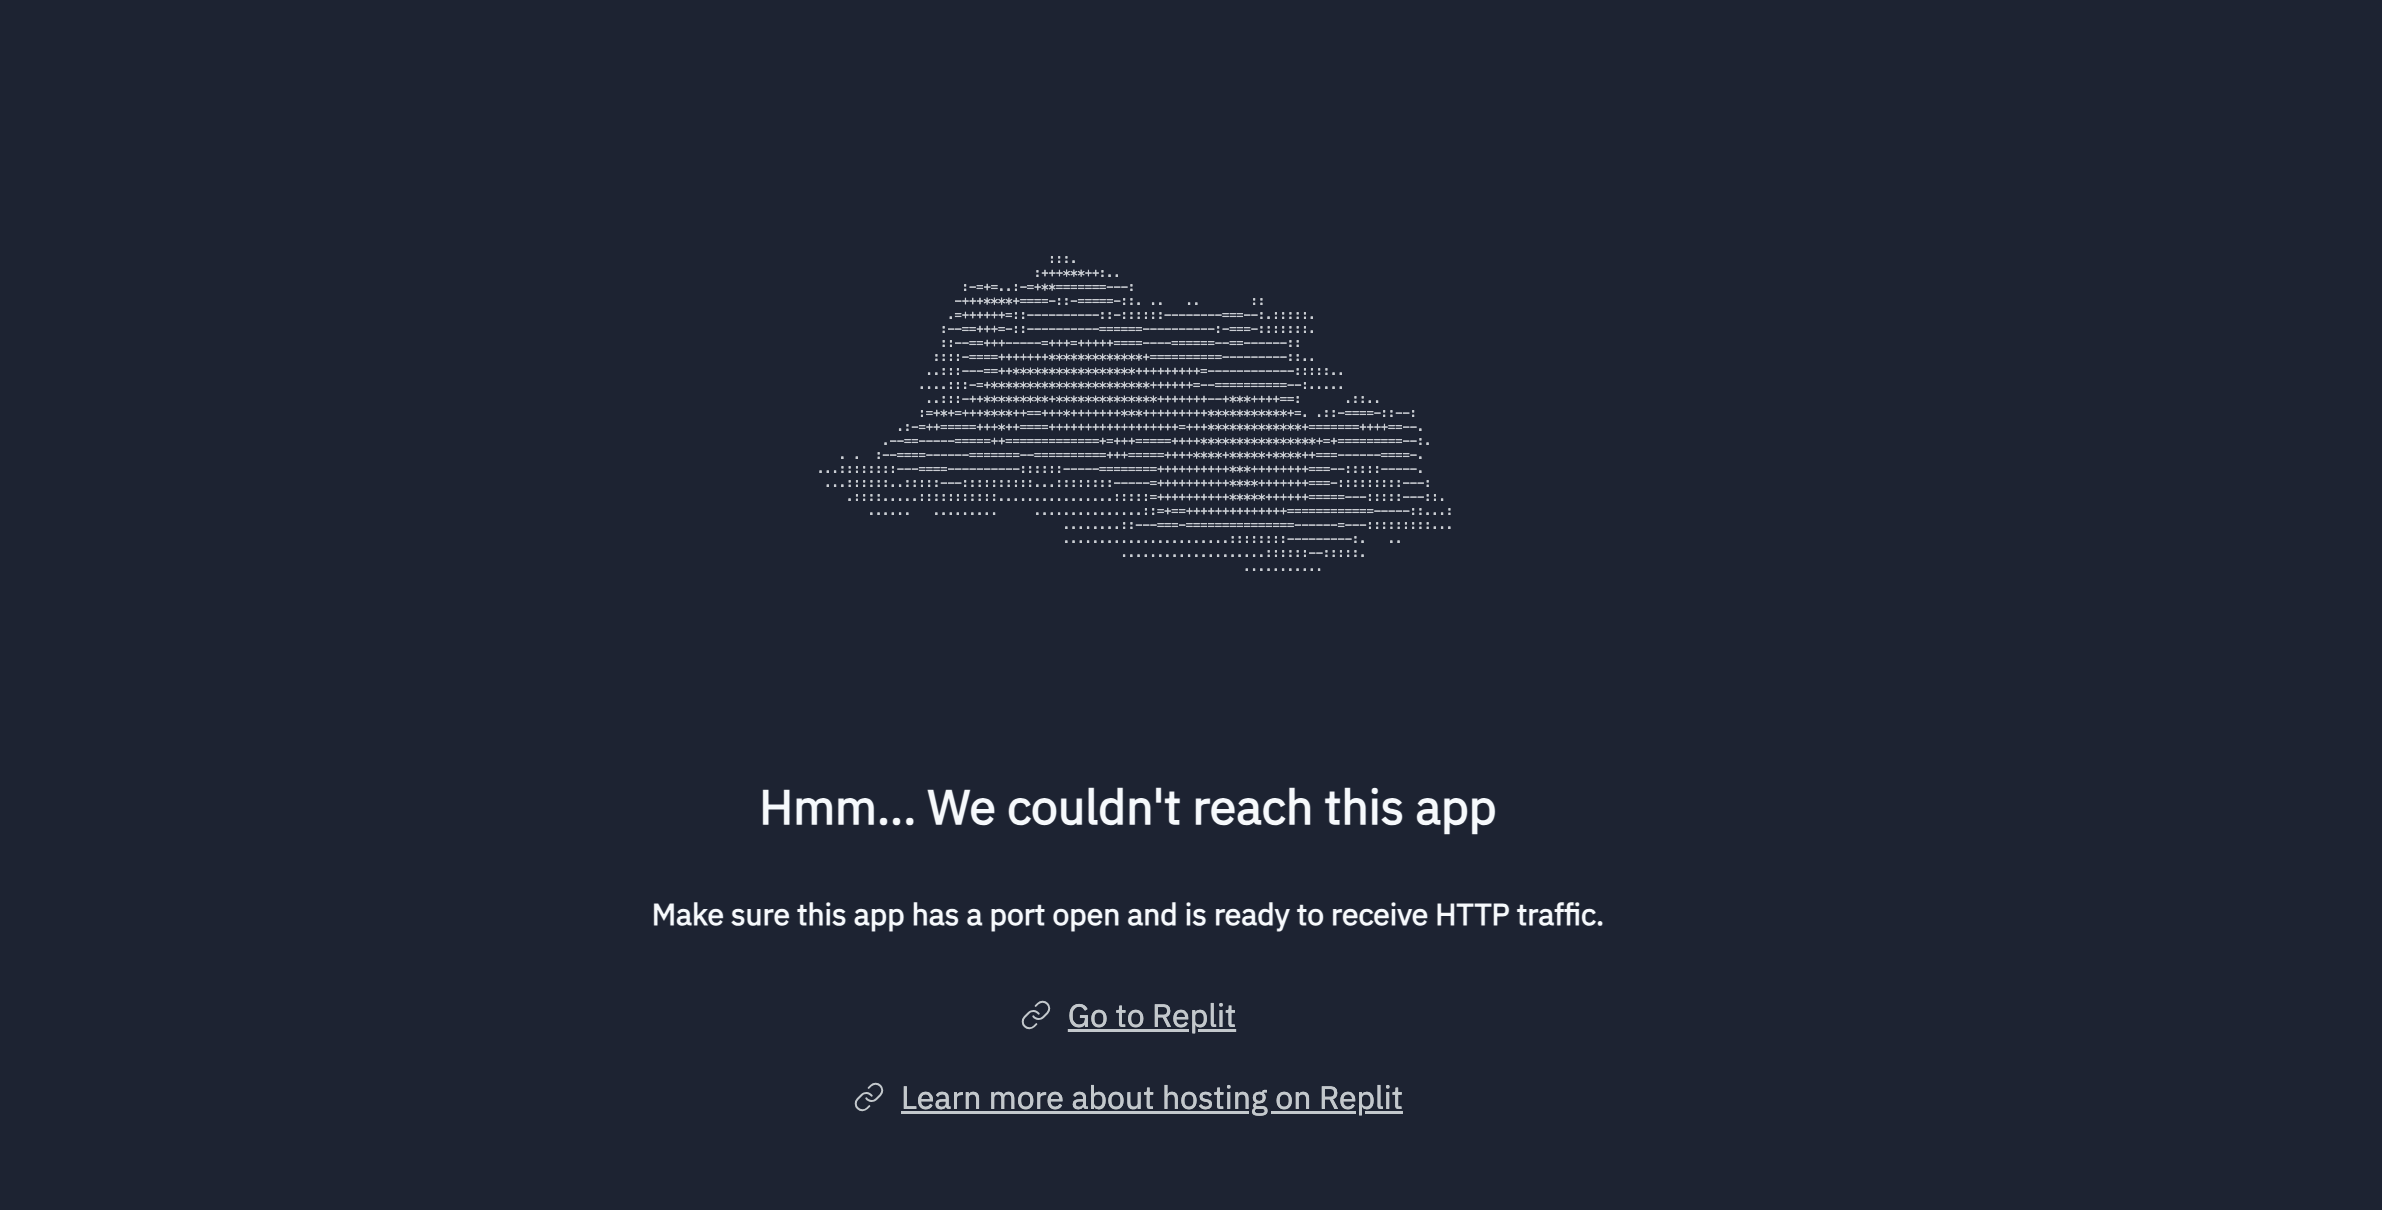 Hmm... We couldn't reach this app
Make sure this app has a port open and is ready to receive HTTP traffic.
Go to Replit
Learn more about hosting on Replit